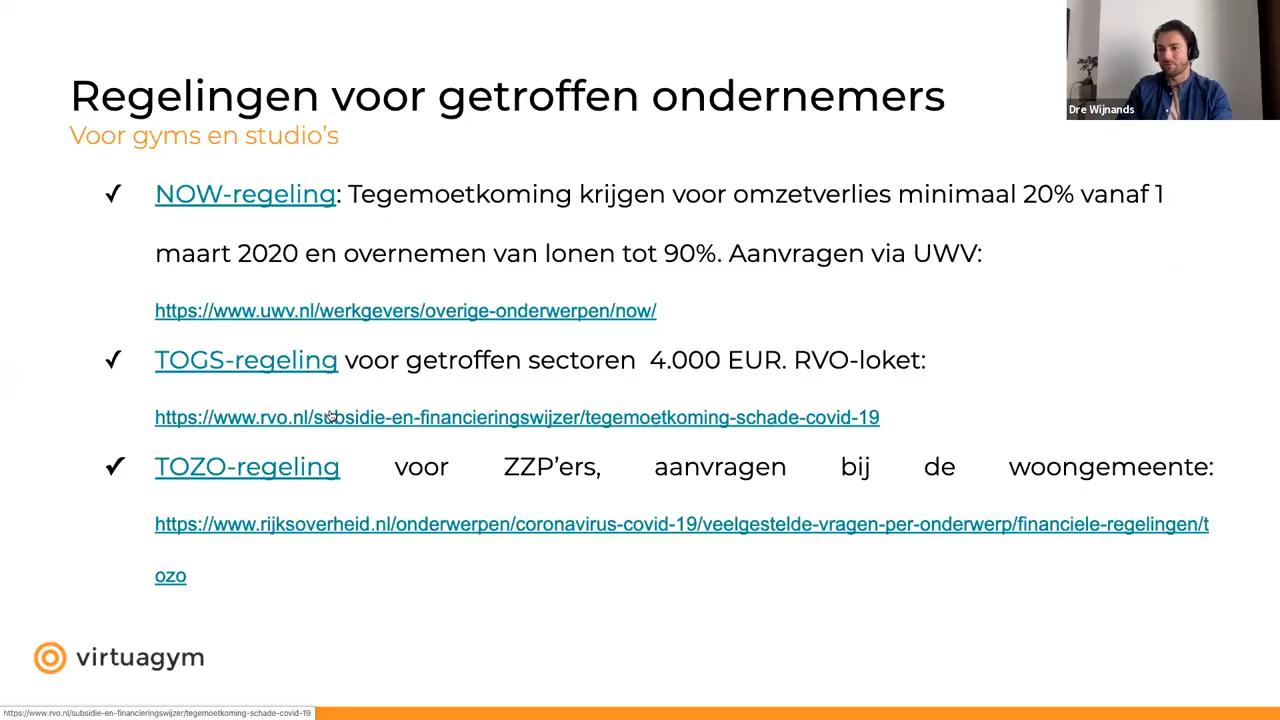 Dre Wijnands
Regelingen voor getroffen ondernemers
Voor gyms en studio's
✓ NOW-regeling: Tegemoetkoming krijgen voor omzetverlies minimaal 20% vanaf 1
maart 2020 en overnemen van lonen tot 90%. Aanvragen via UWV:
https://www.uwv.nl/werkgevers/overige-onderwerpen/now/
✓ TOGS-regeling voor getroffen sectoren 4.000 EUR. RVO-loket:
https://www.rvo.nl/subsidie-en-financieringswijzer/tegemoetkoming-schade-covid-19
✓ TOZO-regeling voor ZZP'ers, aanvragen bij de woongemeente:
https://www.rijksoverheid.nl/onderwerpen/coronavirus-covid-19/veelgestelde-vragen-per-onderwerp/financiele-regelingen/t
ozo
virtuagym
https://www.rvo.nl/subsidie-en-financieringswijzer/tegemoetkoming-schade-covid-19